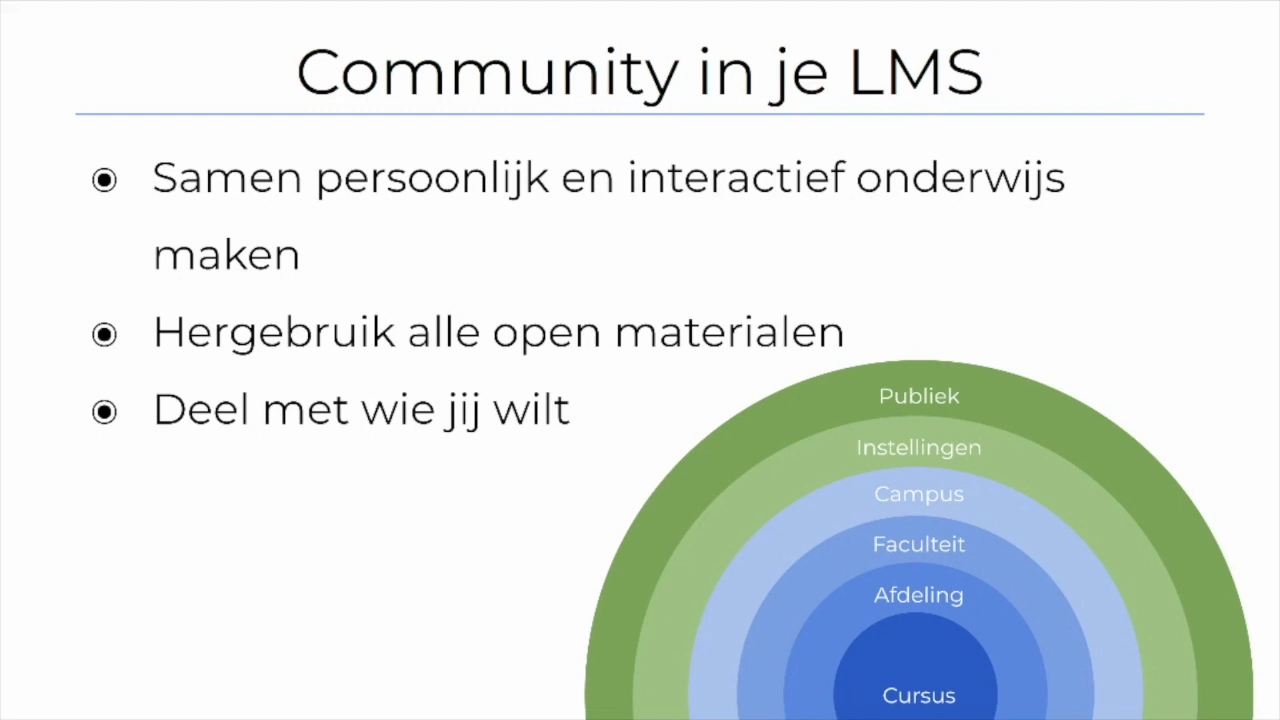 Community in je LMS
Samen persoonlijk en interactief onderwijs
maken
Hergebruik alle open materialen
Deel met wie jij wilt
Publiek
Instellingen
Campus
Faculteit
Afdeling
Cursus